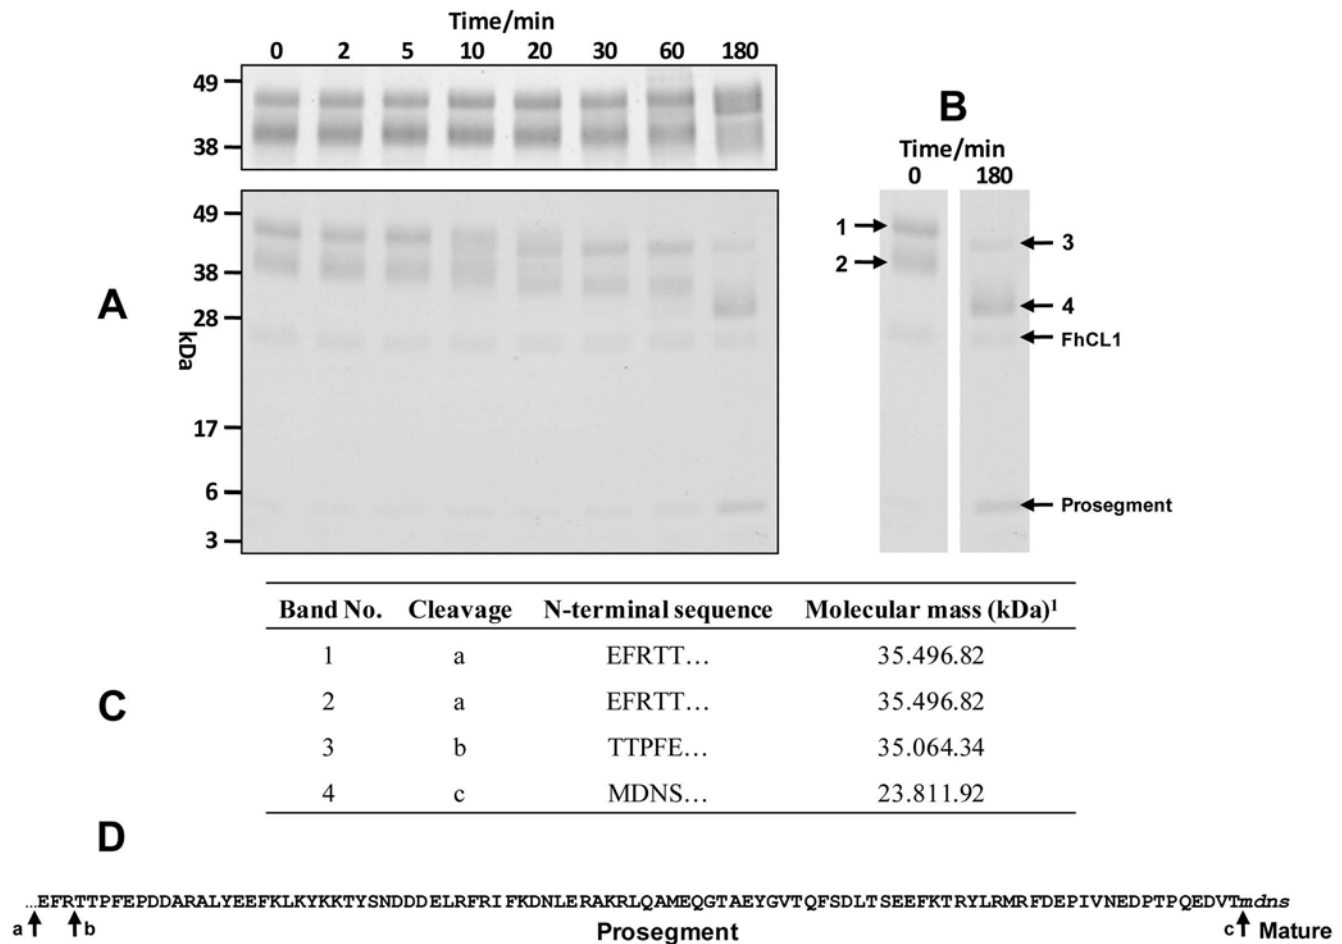 Time/min
0 2 5 10 20 30 60 180
49
38
A
49
38
28
17
6
3
kDa
B
Time/min
0 180
1
2
3
4
FhCL1
Prosegment
C
Band No. Cleavage N-terminal sequence Molecular mass (kDa)1
1 a EFRTT... 35.496.82
2 a EFRTT... 35.496.82
3 b TTPFE... 35.064.34
4 c MDNS... 23.811.92
D
...EFRTTPFEPDDARALYEEFKLKYKKTYSNDDDELRFRIFKDNLERAKRLQAMEQGTAEYGVTQFSDLTSEEFKTRYLRMRFDEPIVNEDPTPQEDVTmdns
a b Prosegment c Mature